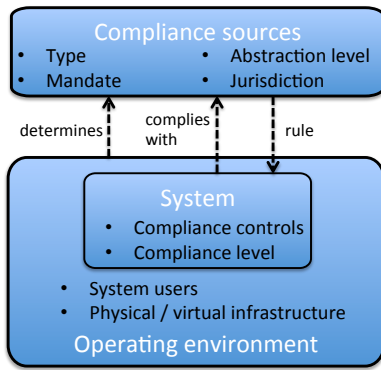 Compliance sources
• Type
• Abstraction level
• Mandate
• Jurisdiction
determines
complies
with
rule
System
• Compliance controls
• Compliance level
• System users
• Physical / virtual infrastructure
Operating environment